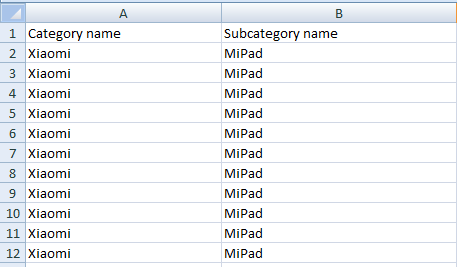 A B
1 Category name Subcategory name
2 Xiaomi MiPad
3 Xiaomi MiPad
4 Xiaomi MiPad
5 Xiaomi MiPad
6 Xiaomi MiPad
7 Xiaomi MiPad
8 Xiaomi MiPad
9 Xiaomi MiPad
10 Xiaomi MiPad
11 Xiaomi MiPad
12 Xiaomi MiPad